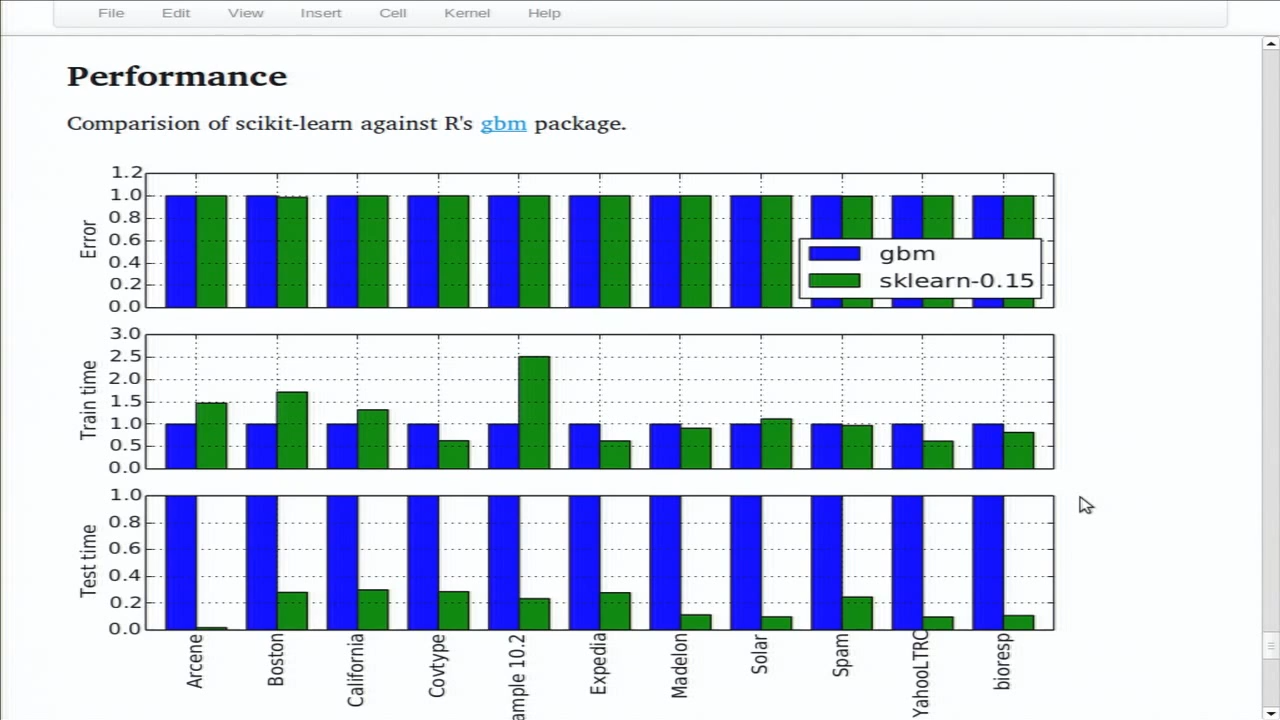 File Edit View Insert Cell Kernel Help
Performance
Comparision of scikit-learn against R's gbm package.
1.2
1.0
0.8
0.6
0.4
0.2
0.0
Error
gbm
sklearn-0.15
3.0
2.5
2.0
1.5
1.0
0.5
0.0
Train time
1.0
0.8
0.6
0.4
0.2
0.0
Test time
Arcene
Boston
California
Covtype
ample 10.2
Expedia
Madelon
Solar
Spam
YahooLTRC
bioresp